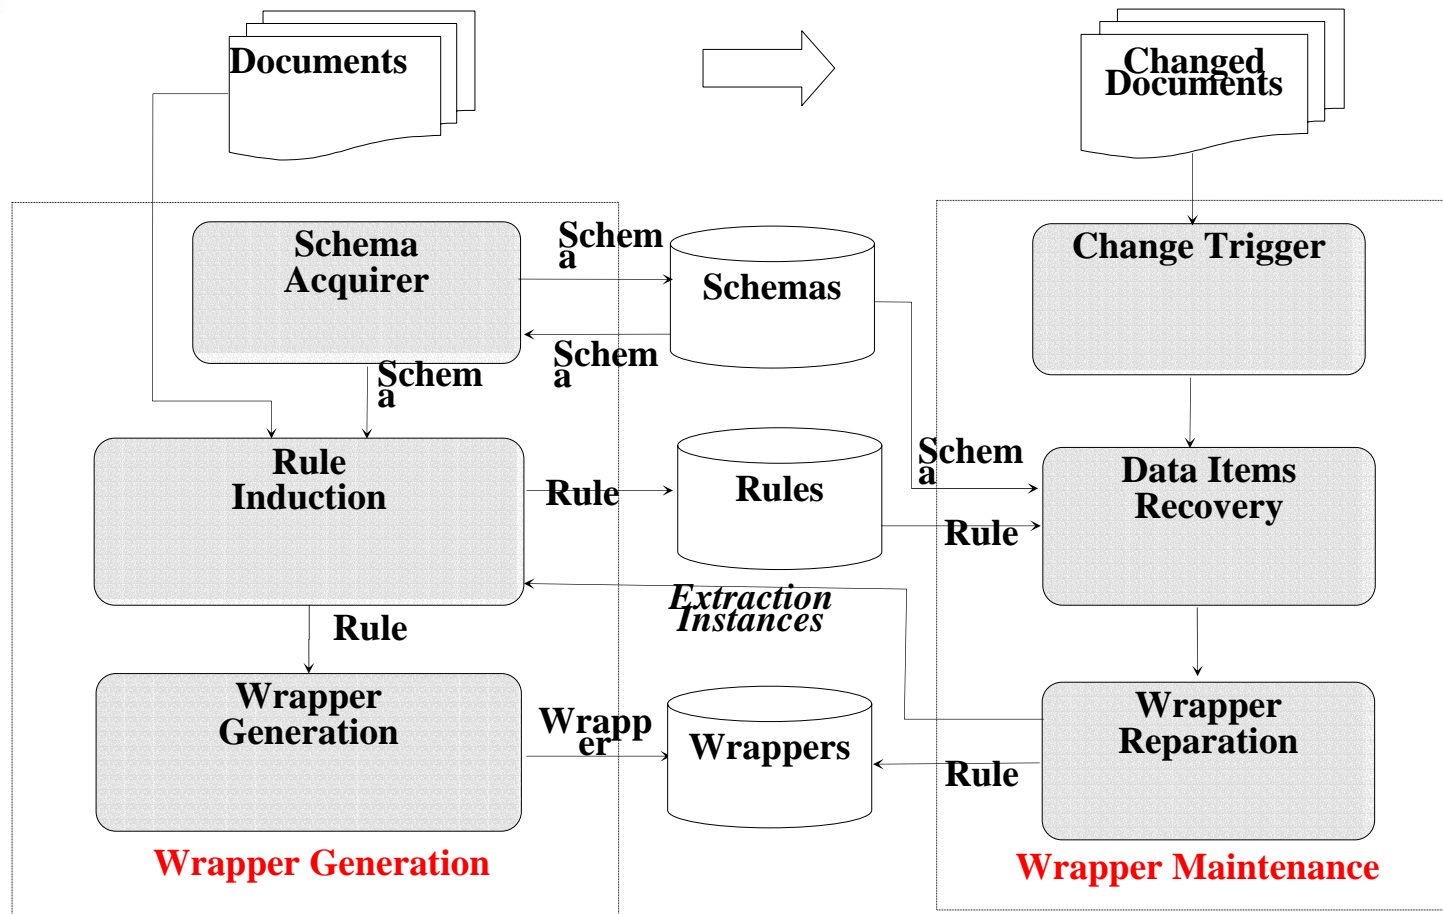 Documents
Changed
Documents
Schema
Acquirer
Schem
a
Schemas
Change Trigger
Schem
a
Schem
a
Rule
Induction
Rule
Rules
Schem
a
Data Items
Recovery
Rule
Extraction
Instances
Rule
Wrapper
Generation
Wrapp
er
Wrappers
Wrapper
Reparation
Rule
Wrapper Generation
Wrapper Maintenance